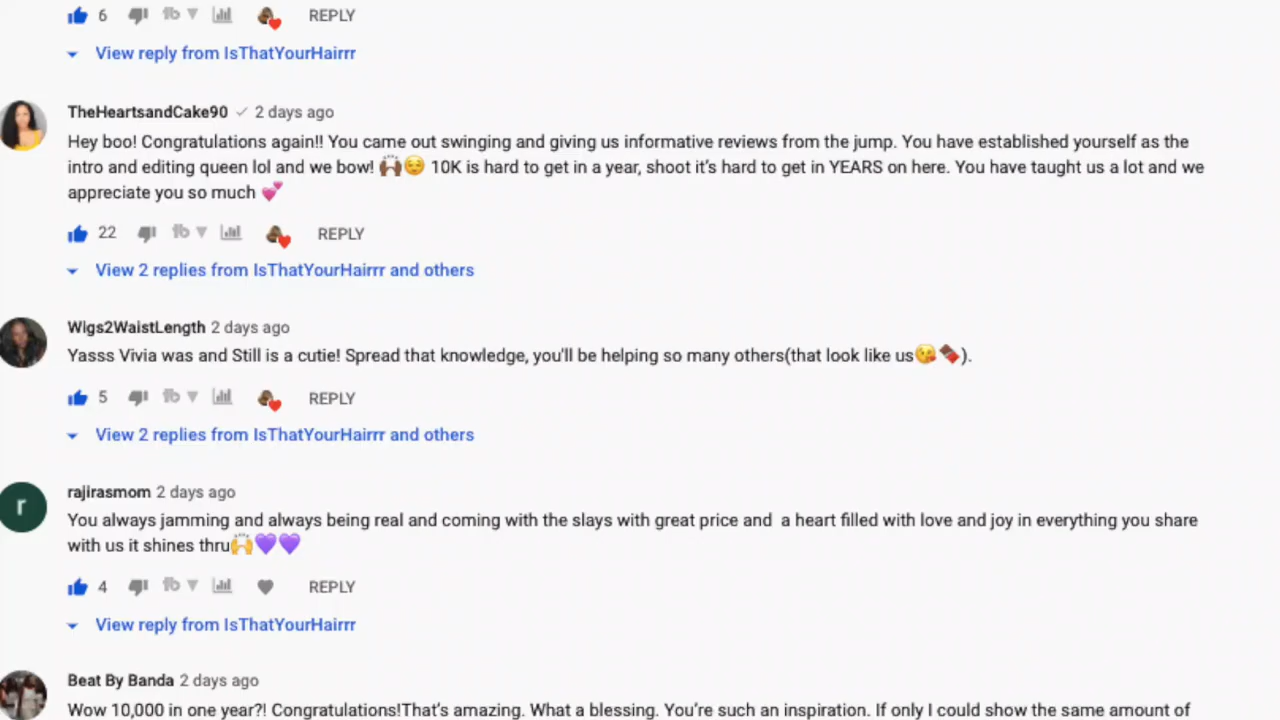 6 REPLY
View reply from IsThatYourHairrr
TheHeartsandCake90 2 days ago
Hey boo! Congratulations again!! You came out swinging and giving us informative reviews from the jump. You have established yourself as the
intro and editing queen lol and we bow! 🙌🏾😌 10K is hard to get in a year, shoot it's hard to get in YEARS on here. You have taught us a lot and we
appreciate you so much 💕
22 REPLY
View 2 replies from IsThatYourHairrr and others
Wigs2WaistLength 2 days ago
Yasss Vivia was and Still is a cutie! Spread that knowledge, you'll be helping so many others(that look like us😘🍫).
5 REPLY
View 2 replies from IsThatYourHairrr and others
r
rajirasmom 2 days ago
You always jamming and always being real and coming with the slays with great price and  a heart filled with love and joy in everything you share
with us it shines thru🙌💜💜
4 REPLY
View reply from IsThatYourHairrr
Beat By Banda 2 days ago
Wow 10,000 in one year?! Congratulations!That's amazing. What a blessing. You're such an inspiration. If only I could show the same amount of